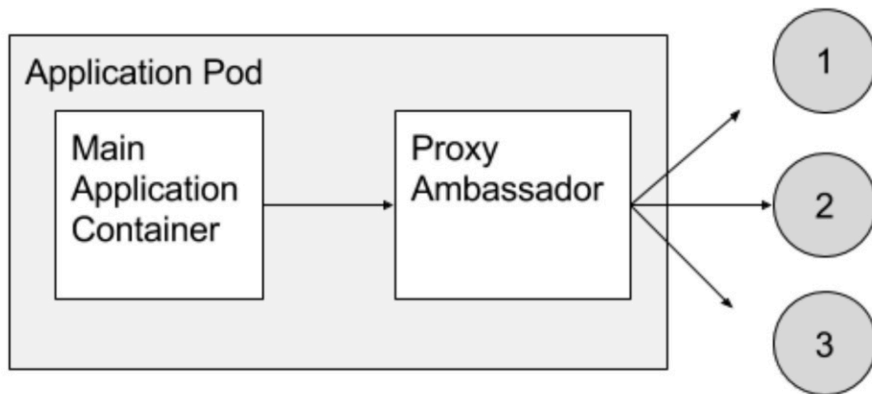 Application Pod
Main
Application
Container
Proxy
Ambassador
1
2
3